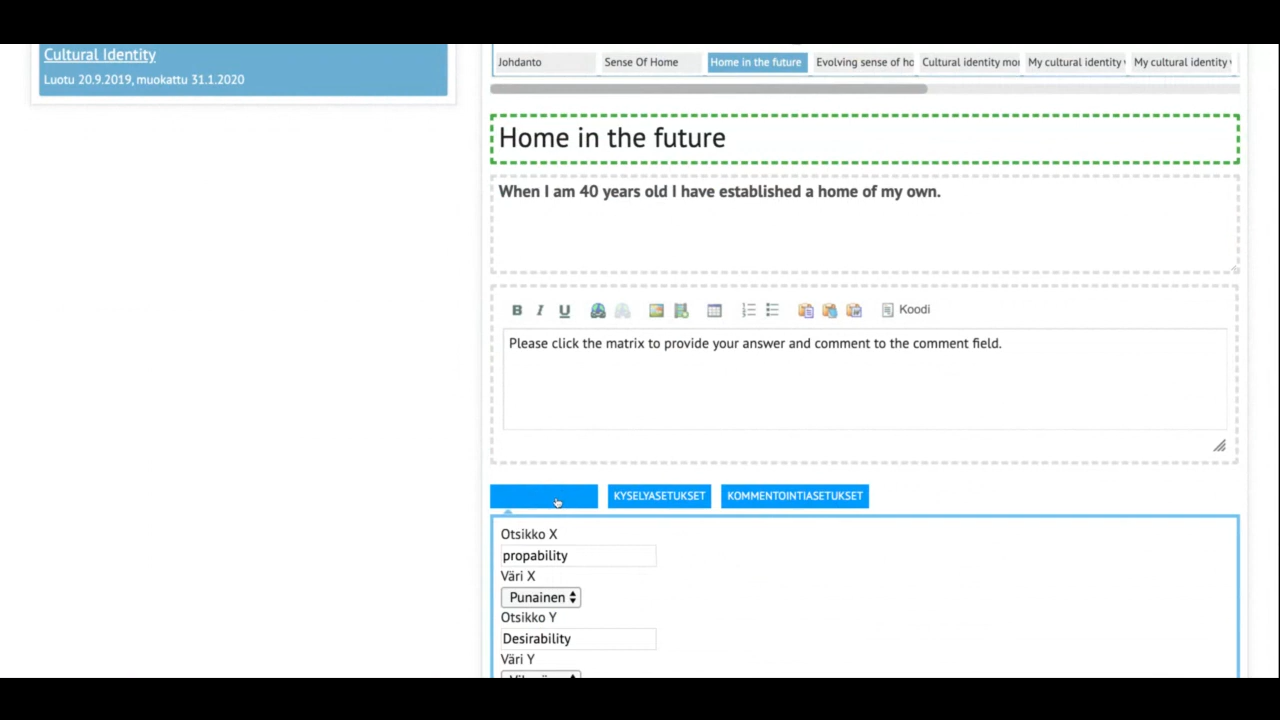 Cultural Identity
Luotu 20.9.2019, muokattu 31.1.2020
Johdanto
Sense Of Home
Home in the future
Evolving sense of ho
Cultural identity mo
My cultural identity
My cultural identity
Home in the future
When I am 40 years old I have established a home of my own.
B I U
Koodi
Please click the matrix to provide your answer and comment to the comment field.
KYSELYASETUKSET
KOMMENTOINTIASETUKSET
Otsikko X
propability
Väri X
Punainen
Otsikko Y
Desirability
Väri Y